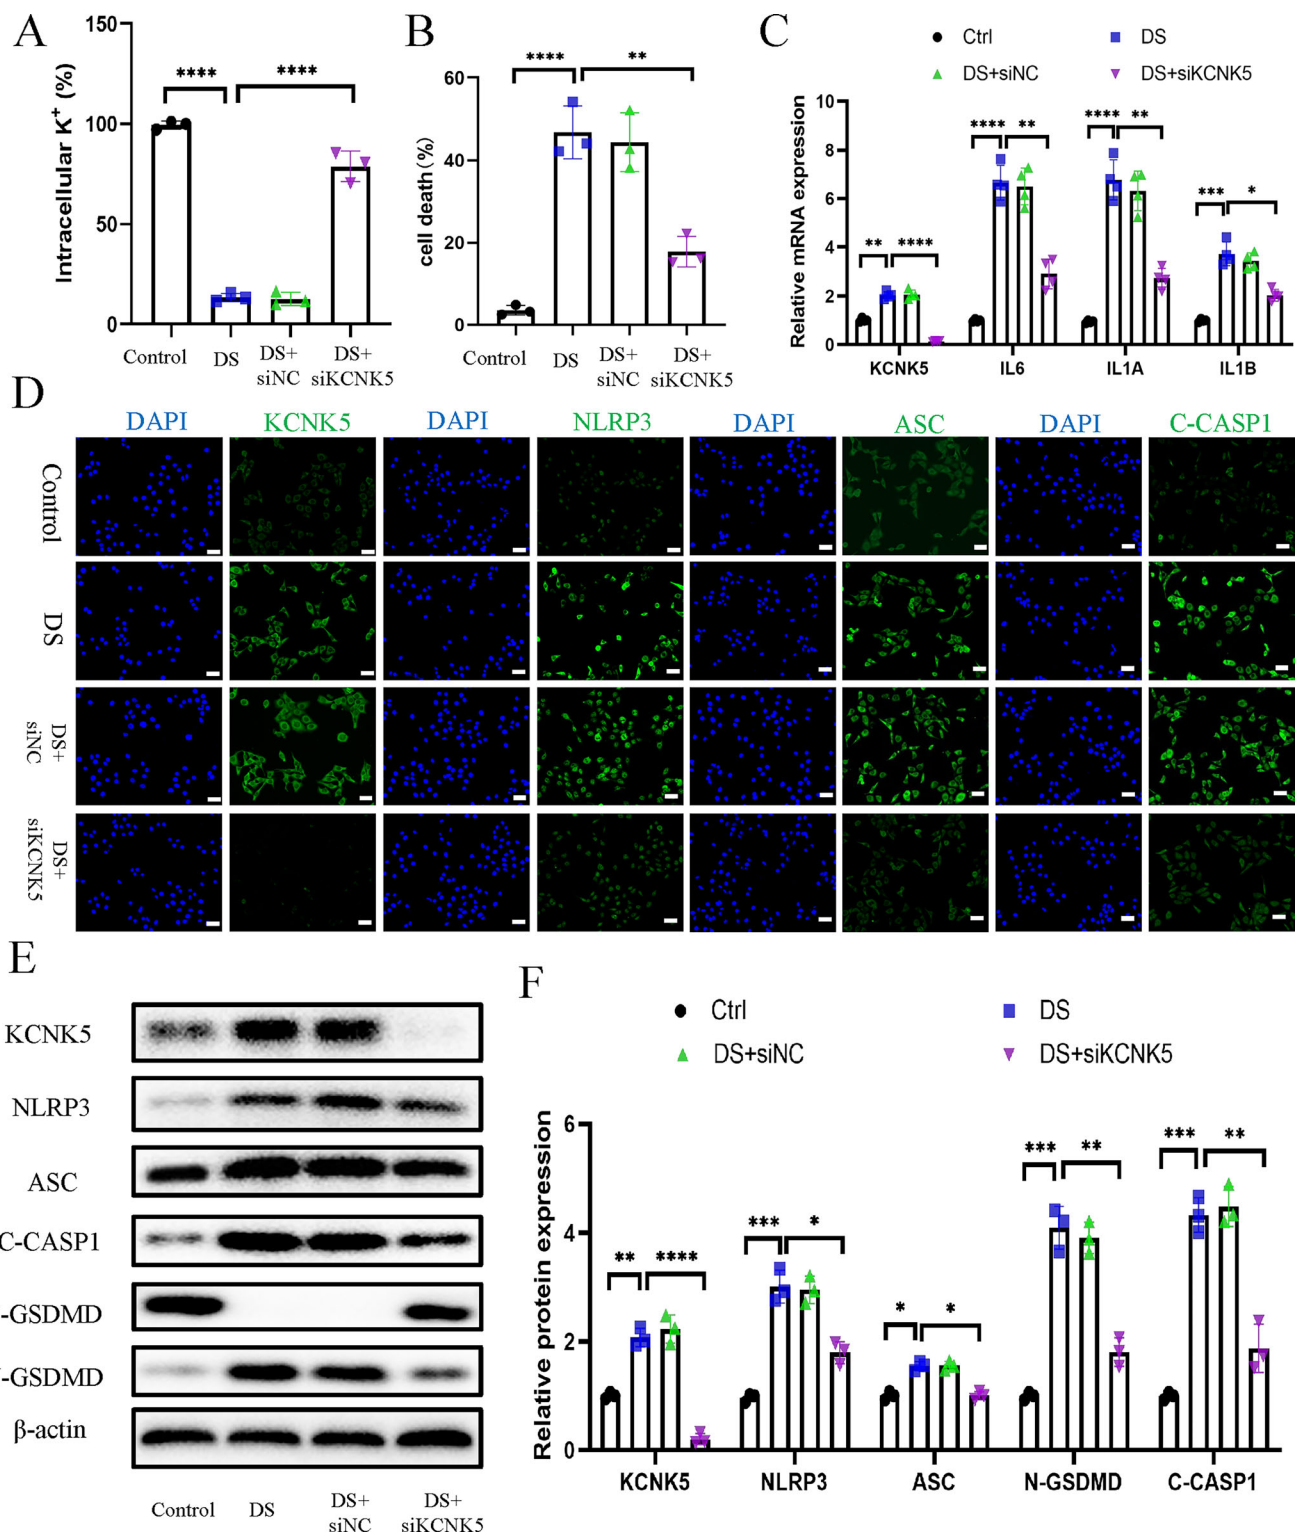 A
Intracellular K⁺ (%)
150
100
50
0
****
****
Control
DS
DS+
siNC
DS+
siKCNK5
B
cell death(%)
60
40
20
0
****
**
Control
DS
DS+
siNC
DS+
siKCNK5
C
Ctrl
DS
DS+siNC
DS+siKCNK5
Relative mRNA expression
10
8
6
4
2
0
** ****
**** **
**** **
*** *
KCNK5 IL6 IL1A IL1B
D
DAPI KCNK5 DAPI NLRP3 DAPI ASC DAPI C-CASP1
Control
DS
DS+
siNC
DS+
siKCNK5
E
KCNK5
NLRP3
ASC
C-CASP1
-GSDMD
-GSDMD
β-actin
Control
DS
DS+
siNC
DS+
siKCNK5
F
Ctrl
DS
DS+siNC
DS+siKCNK5
Relative protein expression
6
4
2
0
** ****
*** *
* *
*** **
*** **
KCNK5 NLRP3 ASC N-GSDMD C-CASP1